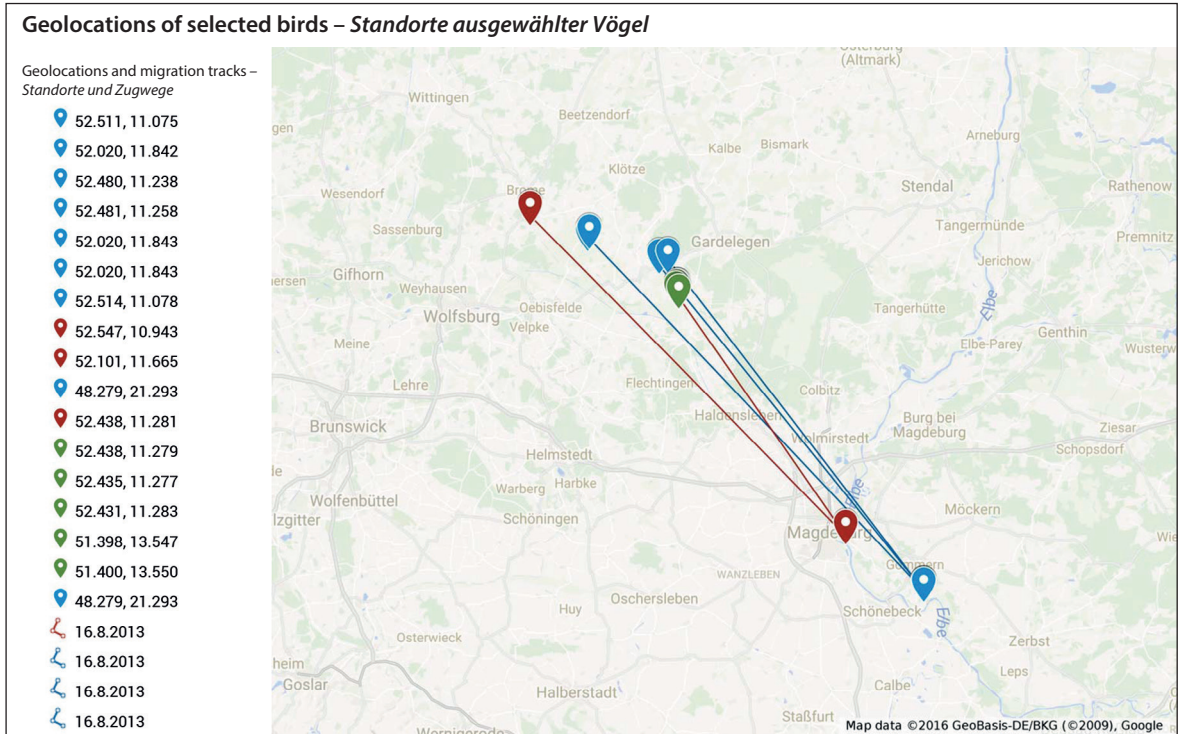 Geolocations of selected birds – Standorte ausgewählter Vögel
Geolocations and migration tracks –
Standorte und Zugwege
52.511, 11.075
52.020, 11.842
52.480, 11.238
52.481, 11.258
52.020, 11.843
52.020, 11.843
52.514, 11.078
52.547, 10.943
52.101, 11.665
48.279, 21.293
52.438, 11.281
52.438, 11.279
52.435, 11.277
52.431, 11.283
51.398, 13.547
51.400, 13.550
48.279, 21.293
16.8.2013
16.8.2013
16.8.2013
16.8.2013
(Altmark)
Wittingen
Beetzendorf
Arneburg
Kalbe
Bismark
Klötze
Stendal
Rathenow
Wesendorf
Brome
Sassenburg
Tangermünde
Gardelegen
Premnitz
Jerichow
Gifhorn
Weyhausen
Oebisfelde
Tangerhütte
Elbe
Wolfsburg
Velpke
Genthin
Meine
Elbe-Parey
Wusterw
Lehre
Flechtingen
Colbitz
Haldensleben
Burg bei
Magdeburg
Brunswick
Wolmirstedt
Ziesar
Schopsdorf
Helmstedt
Warberg
Harbke
Elbe
Wolfenbüttel
Möckern
lzgitter
Schöningen
Magdeburg
Gommern
WANZLEBEN
Oschersleben
Huy
Schönebeck
Elbe
Osterwieck
Zerbst
heim
Leps
Goslar
Halberstadt
Calbe
Staßfurt
Wernigerode
Map data ©2016 GeoBasis-DE/BKG (©2009), Google